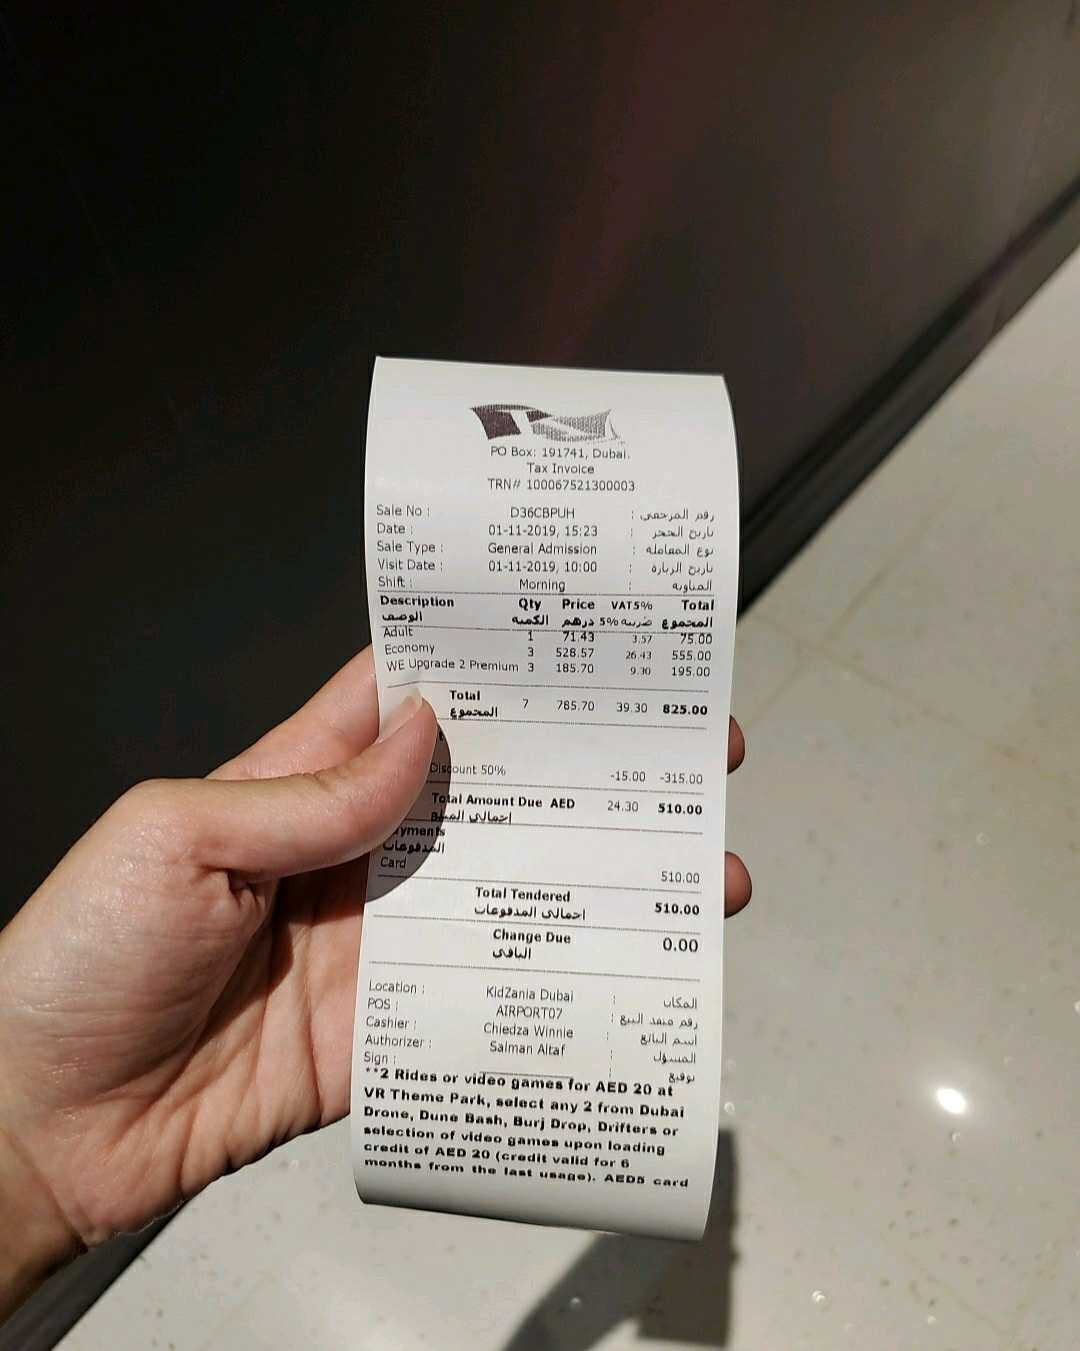 PO Box: 191741, Dubai.
Tax Invoice
TRN# 100067521300003
Sale No : D36CBPUH : رقم المرجعي
Date : 01-11-2019, 15:23 : تاريخ الحجز
Sale Type : General Admission : نوع المعاملة
Visit Date : 01-11-2019, 10:00 : تاريخ الزيارة
Shift : Morning : المناوبة
Description Qty Price VAT5% Total
الوصف الكمية درهم ضريبة 5% المجموع
Adult 1 71.43 3.57 75.00
Economy 3 528.57 26.43 555.00
WE Upgrade 2 Premium 3 185.70 9.30 195.00
Total 7 785.70 39.30 825.00
المجموع
Discount 50% -15.00 -315.00
Total Amount Due AED 24.30 510.00
إجمالي المبلغ
yments
المدفوعات
Card 510.00
Total Tendered 510.00
اجمالي المدفوعات
Change Due 0.00
الباقي
Location : KidZania Dubai : المكان
POS : AIRPORT07 : رقم منفذ البيع
Cashier : Chiedza Winnie : اسم البائع
Authorizer : Salman Altaf : المسؤل
Sign : توقيع
**2 Rides or video games for AED 20 at
VR Theme Park, select any 2 from Dubai
Drone, Dune Bash, Burj Drop, Drifters or
selection of video games upon loading
credit of AED 20 (credit valid for 6
months from the last usage). AED5 card